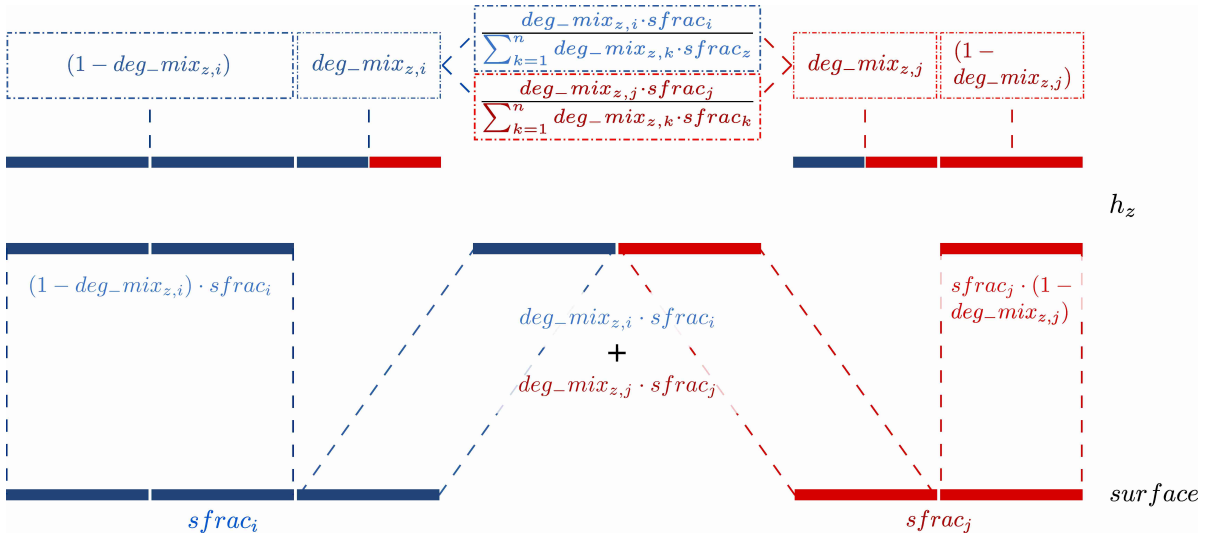 (1 − deg_mix_{z,i})
deg_mix_{z,i}
deg_mix_{z,i}·sfrac_i
∑_{k=1}^{n} deg_mix_{z,k}·sfrac_z
deg_mix_{z,j}·sfrac_j
∑_{k=1}^{n} deg_mix_{z,k}·sfrac_k
deg_mix_{z,j}
(1 −
deg_mix_{z,j})
h_z
(1 − deg_mix_{z,i}) · sfrac_i
deg_mix_{z,i} · sfrac_i
+
deg_mix_{z,j} · sfrac_j
sfrac_j · (1 −
deg_mix_{z,j})
surface
sfrac_i
sfrac_j